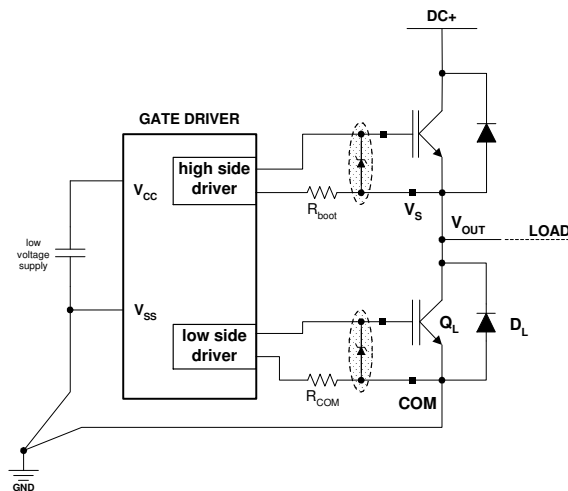 DC+
GATE DRIVER
high side
driver
V_CC
R_boot
V_S
V_OUT
LOAD
low
voltage
supply
V_SS
low side
driver
Q_L
D_L
R_COM
COM
GND